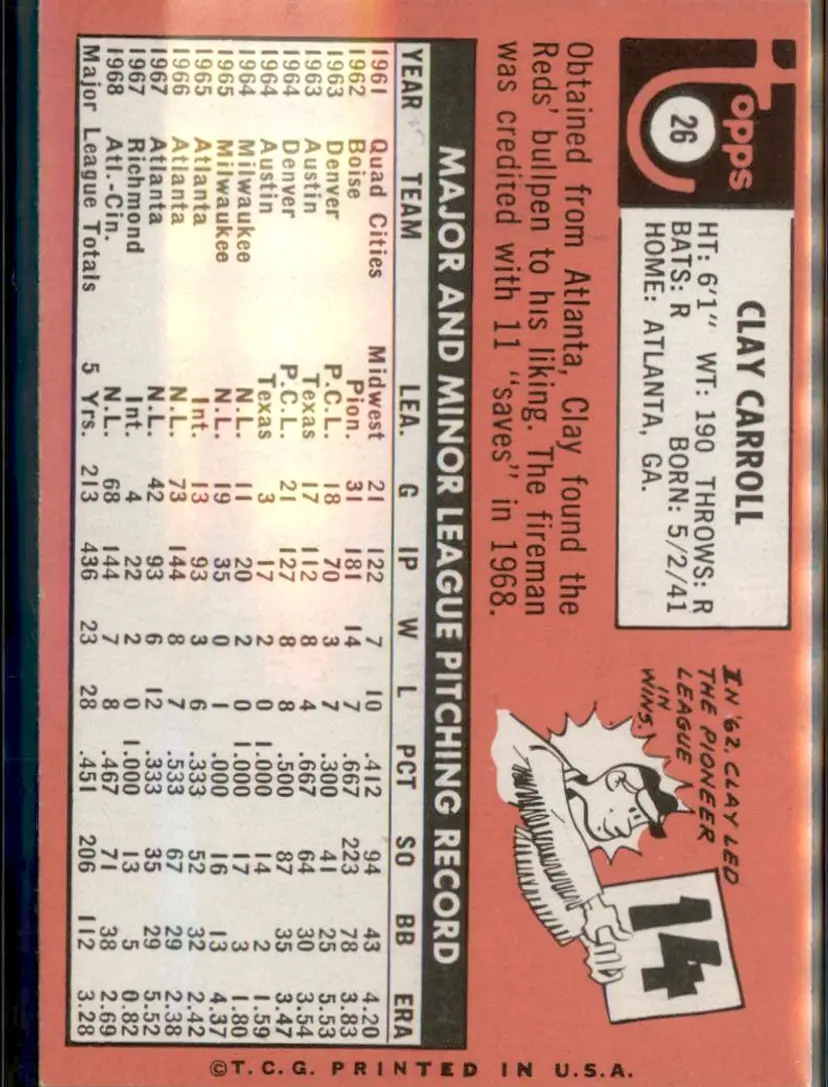 Topps
26
CLAY CARROLL
HT: 6'1" WT: 190 THROWS: R
BATS: R BORN: 5/2/41
HOME: ATLANTA, GA.
Obtained from Atlanta, Clay found the
Reds' bullpen to his liking. The fireman
was credited with 11 "saves" in 1968.
IN '62, CLAY LED
THE PIONEER
LEAGUE
IN
WINS.
14
MAJOR AND MINOR LEAGUE PITCHING RECORD
YEAR TEAM LEA. G IP W L PCT SO BB ERA
1961 Quad Cities Midwest 21 122 7 10 .412 94 43 4.20
1962 Boise Pion. 31 181 14 7 .667 223 78 3.83
1963 Denver P.C.L. 18 70 3 7 .300 41 25 5.53
1963 Austin Texas 17 112 8 4 .667 64 30 3.54
1964 Denver P.C.L. 21 127 8 8 .500 87 35 3.47
1964 Austin Texas 3 17 2 0 1.000 14 2 1.59
1964 Milwaukee N.L. 11 20 2 0 1.000 17 3 1.80
1965 Milwaukee N.L. 19 35 0 1 .000 16 13 4.37
1965 Atlanta Int. 13 93 3 6 .333 52 32 2.42
1966 Atlanta N.L. 73 144 8 7 .533 67 29 2.38
1967 Atlanta N.L. 42 93 6 12 .333 35 29 5.52
1967 Richmond Int. 4 22 2 0 1.000 13 5 0.82
1968 Atl.-Cin. N.L. 68 144 7 8 .467 71 38 2.69
Major League Totals 5 Yrs. 213 436 23 28 .451 206 112 3.28
©T.C.G. PRINTED IN U.S.A.